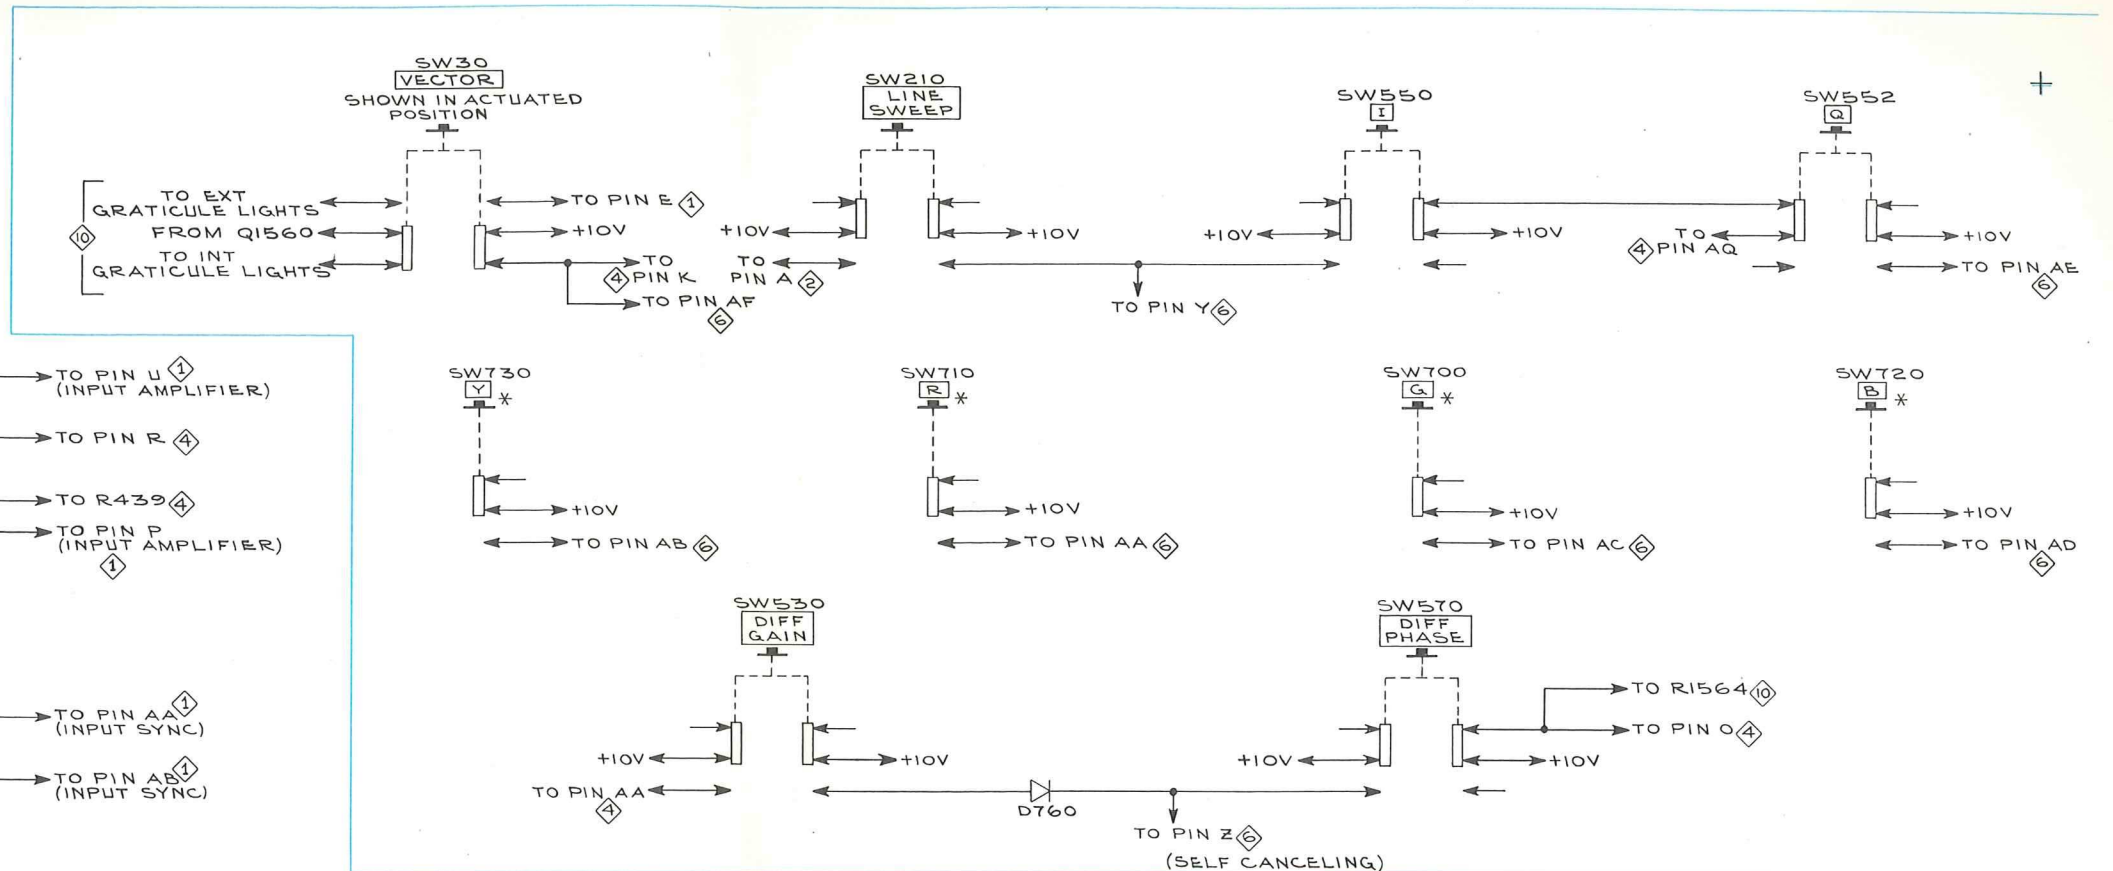 SW30
VECTOR
SHOWN IN ACTUATED
POSITION
TO EXT
GRATICULE LIGHTS
FROM Q1560
TO INT
GRATICULE LIGHTS
10
TO PIN E 1
+10V
TO
4 PIN K
TO PIN AF
6
SW210
LINE
SWEEP
+10V
TO
PIN A 2
+10V
TO PIN Y 6
SW550
I
+10V
+10V
SW552
Q
TO
4 PIN AQ
+10V
TO PIN AE
6
TO PIN U 1
(INPUT AMPLIFIER)
TO PIN R 4
TO R439 4
TO PIN P
(INPUT AMPLIFIER)
1
TO PIN AA 1
(INPUT SYNC)
TO PIN AB 1
(INPUT SYNC)
SW730
Y *
+10V
TO PIN AB 6
SW710
R *
+10V
TO PIN AA 6
SW700
G *
+10V
TO PIN AC 6
SW720
B *
+10V
TO PIN AD
6
SW530
DIFF
GAIN
+10V
TO PIN AA
4
+10V
D760
TO PIN Z 6
(SELF CANCELING)
SW570
DIFF
PHASE
+10V
TO R1564 10
TO PIN O 4
+10V